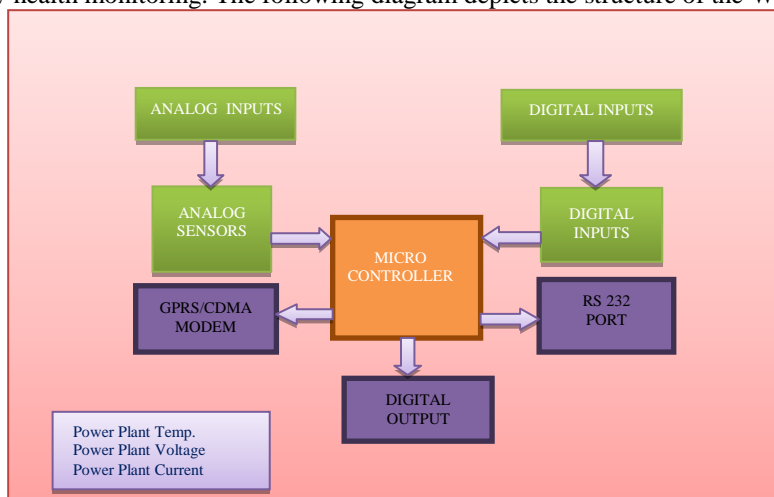 health monitoring. The following diagram depicts the structure of the
ANALOG INPUTS
DIGITAL INPUTS
ANALOG
SENSORS
DIGITAL
INPUTS
MICRO
CONTROLLER
GPRS/CDMA
MODEM
RS 232
PORT
DIGITAL
OUTPUT
Power Plant Temp.
Power Plant Voltage
Power Plant Current